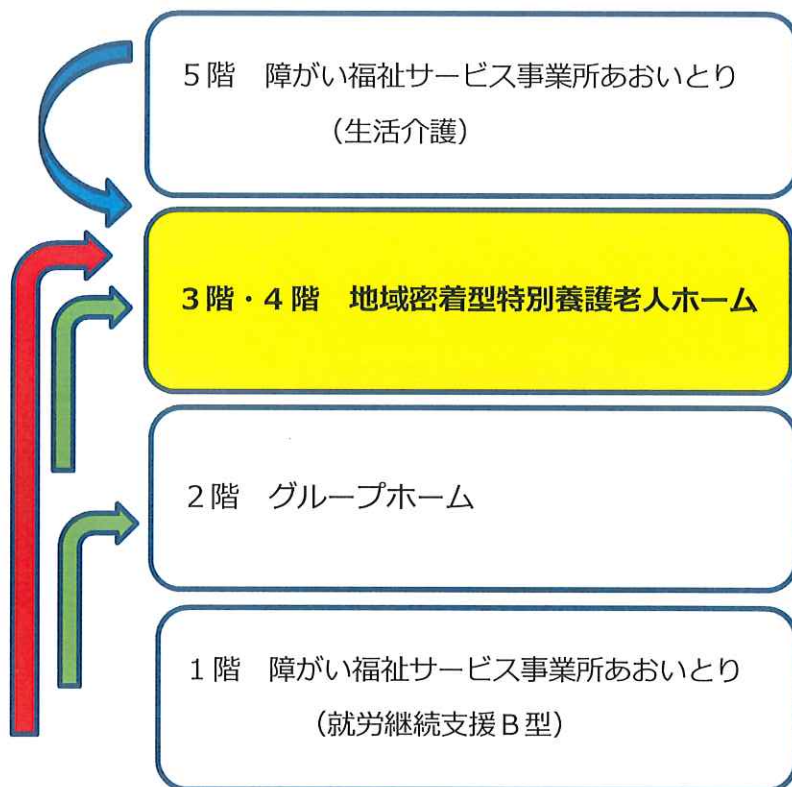 5階　障がい福祉サービス事業所あおいとり
（生活介護）
3階・4階　地域密着型特別養護老人ホーム
2階　グループホーム
1階　障がい福祉サービス事業所あおいとり
（就労継続支援B型）